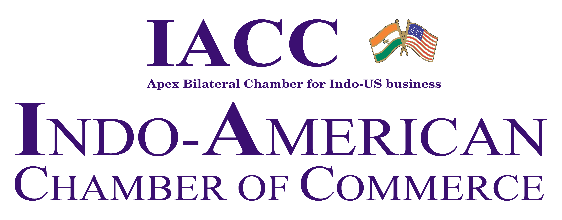 IACC
Apex Bilateral Chamber for Indo-US business
INDO-AMERICAN
CHAMBER OF COMMERCE